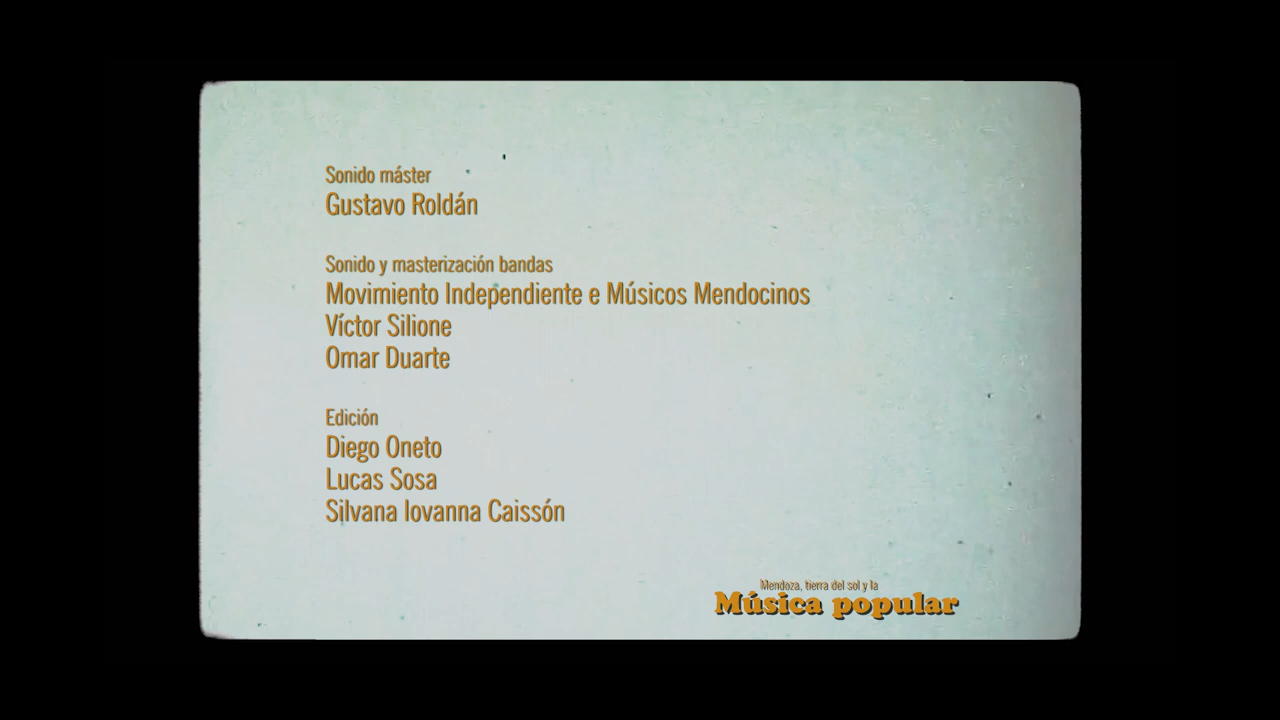 Sonido máster
Gustavo Roldán
Sonido y masterización bandas
Movimiento Independiente e Músicos Mendocinos
Víctor Silione
Omar Duarte
Edición
Diego Oneto
Lucas Sosa
Silvana Iovanna Caissón
Mendoza, tierra del sol y la
Música popular